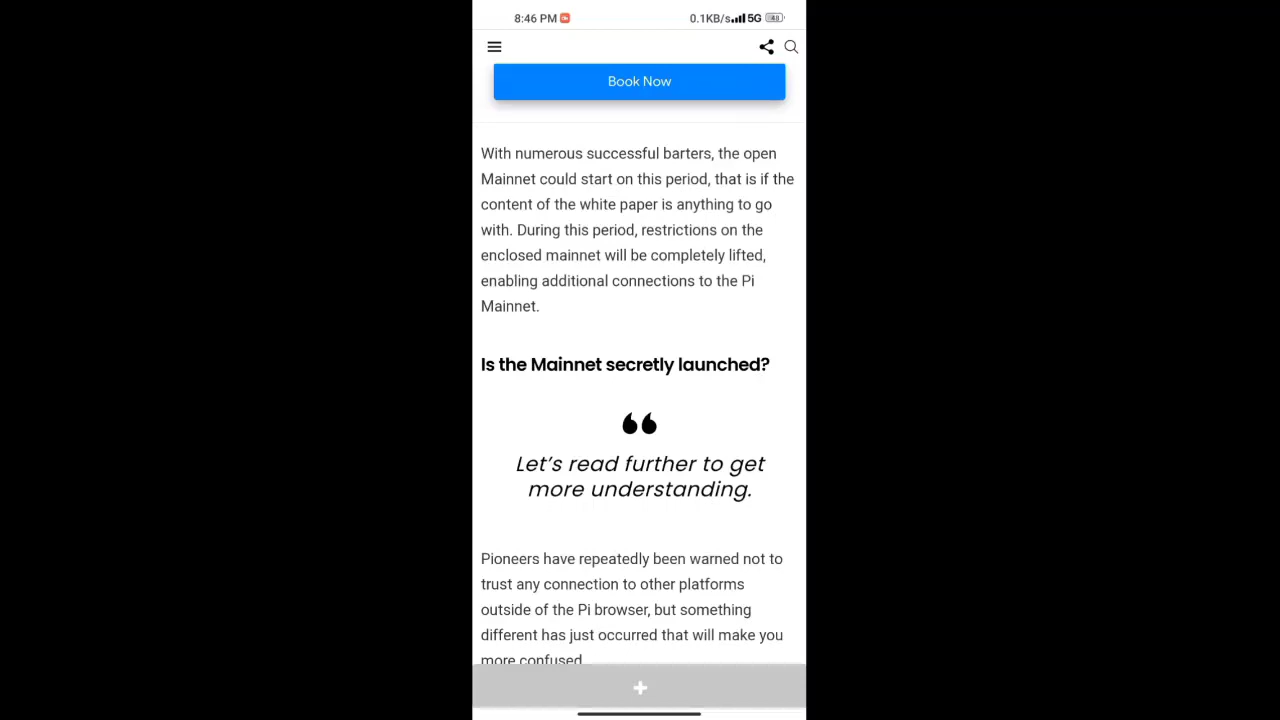 8:46 PM 0.1KB/s 5G 48
Book Now
With numerous successful barters, the open
Mainnet could start on this period, that is if the
content of the white paper is anything to go
with. During this period, restrictions on the
enclosed mainnet will be completely lifted,
enabling additional connections to the Pi
Mainnet.
Is the Mainnet secretly launched?
“
Let’s read further to get
more understanding.
Pioneers have repeatedly been warned not to
trust any connection to other platforms
outside of the Pi browser, but something
different has just occurred that will make you
more confused.